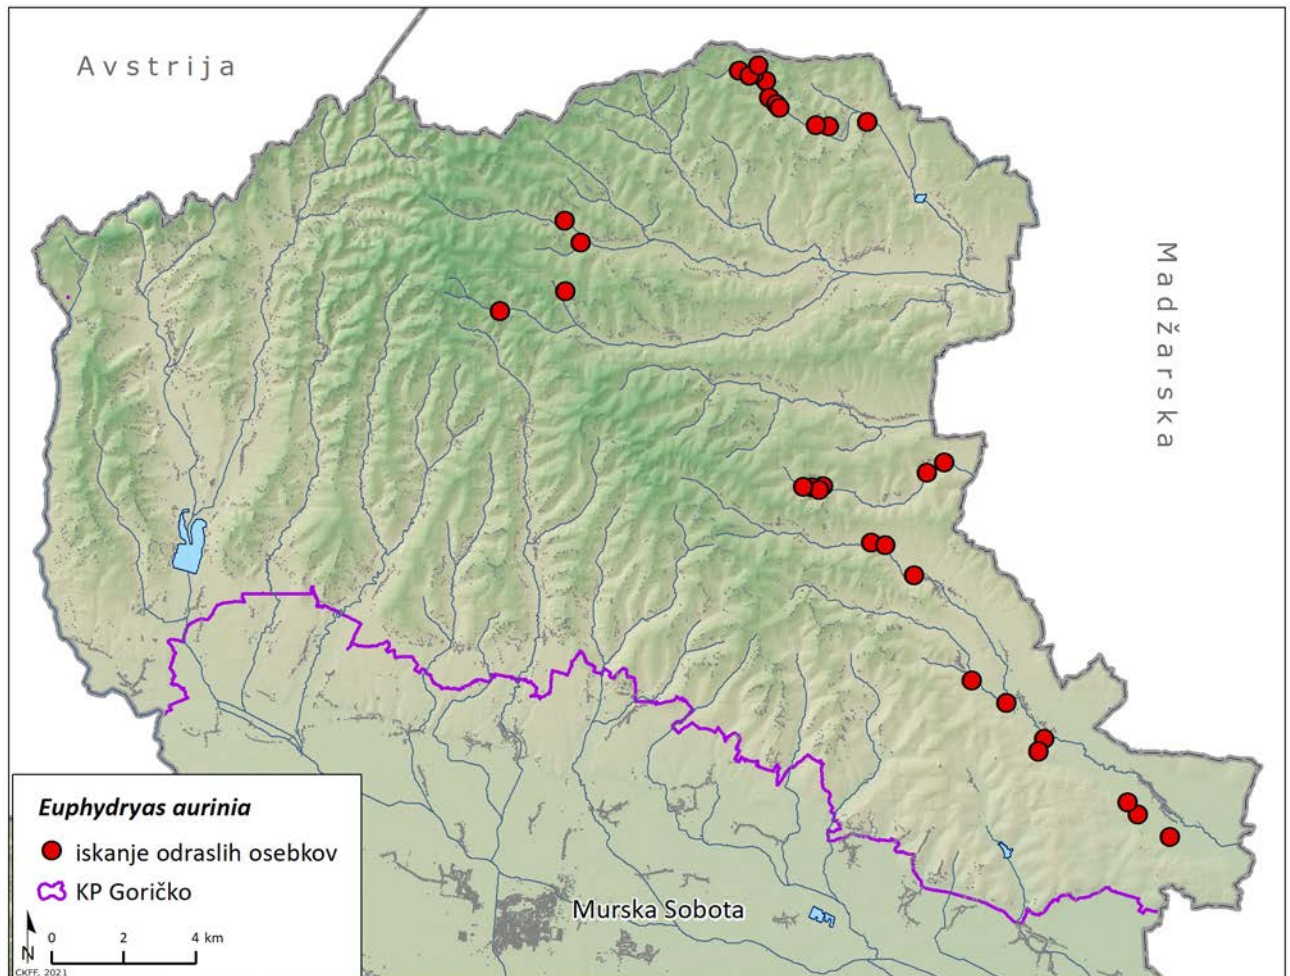 Avstrija
Madžarska
Euphydryas aurinia
iskanje odraslih osebkov
KP Goričko
Murska Sobota
N
0 2 4 km
CKFF, 2021